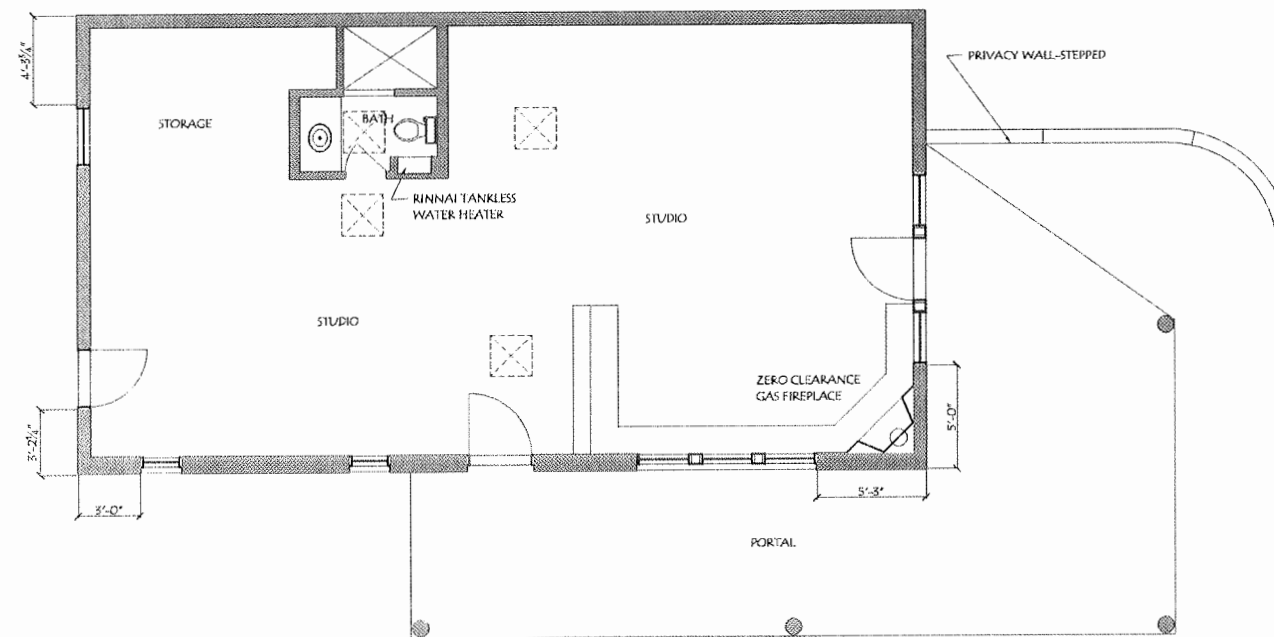 PRIVACY WALL-STEPPED
4'-3¾"
STORAGE
BATH
RINNAI TANKLESS
WATER HEATER
STUDIO
STUDIO
ZERO CLEARANCE
GAS FIREPLACE
5'-0"
3'-2¼"
3'-0"
5'-3"
PORTAL